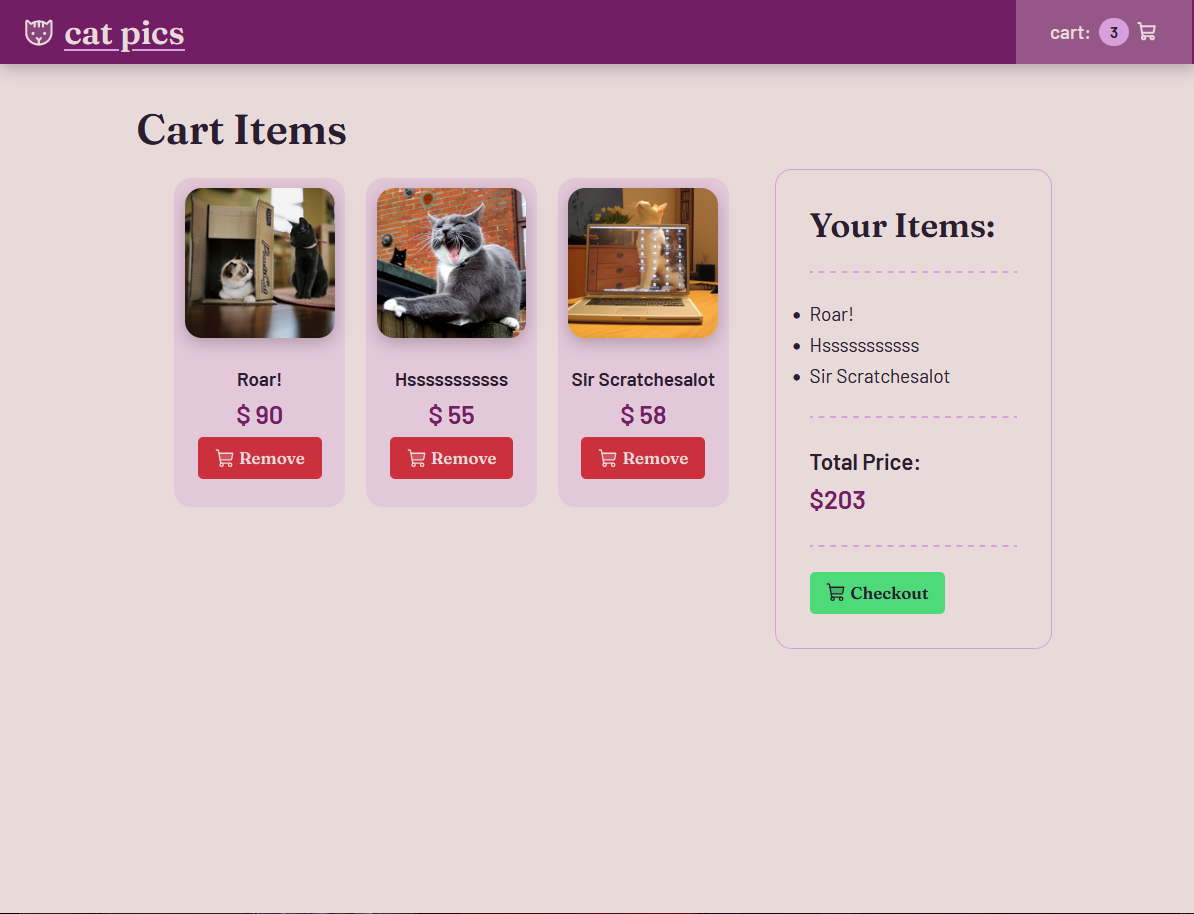 cat pics
cart: 3
Cart Items
Roar!
$ 90
Remove
Hsssssssssss
$ 55
Remove
SIr Scratchesalot
$ 58
Remove
Your Items:
Roar!
Hsssssssssss
Sir Scratchesalot
Total Price:
$203
Checkout